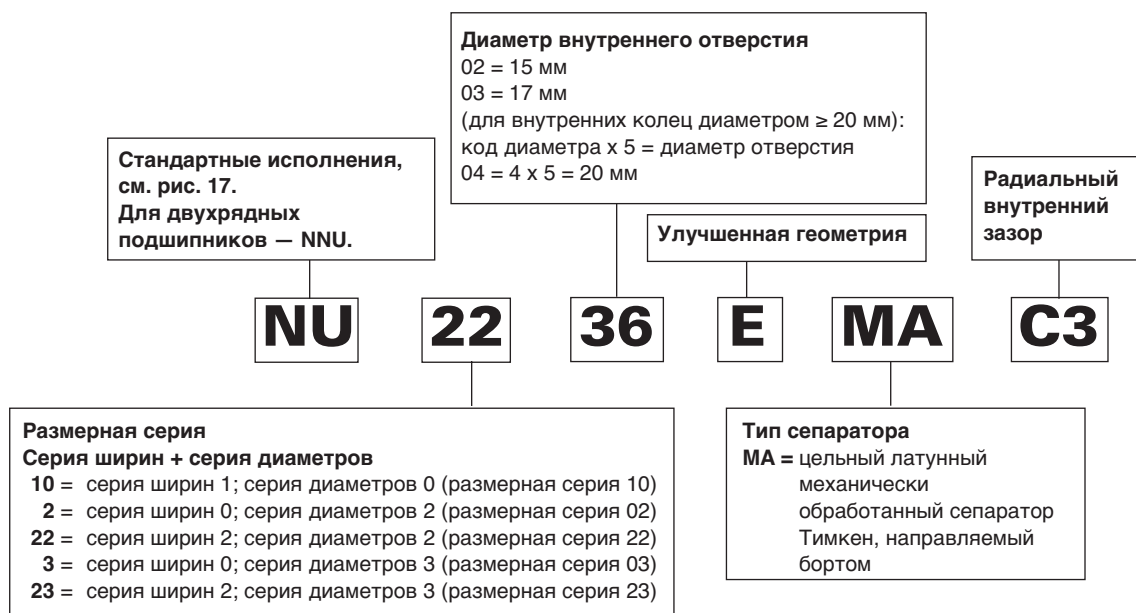 Диаметр внутреннего отверстия
02 = 15 мм
03 = 17 мм
(для внутренних колец диаметром ≥ 20 мм):
код диаметра x 5 = диаметр отверстия
04 = 4 x 5 = 20 мм
Стандартные исполнения,
см. рис. 17.
Для двухрядных
подшипников — NNU.
Улучшенная геометрия
Радиальный
внутренний
зазор
NU 22 36 E MA C3
Размерная серия
Серия ширин + серия диаметров
10 = серия ширин 1; серия диаметров 0 (размерная серия 10)
2 = серия ширин 0; серия диаметров 2 (размерная серия 02)
22 = серия ширин 2; серия диаметров 2 (размерная серия 22)
3 = серия ширин 0; серия диаметров 3 (размерная серия 03)
23 = серия ширин 2; серия диаметров 3 (размерная серия 23)
Тип сепаратора
MA = цельный латунный
механически
обработанный сепаратор
Тимкен, направляемый
бортом